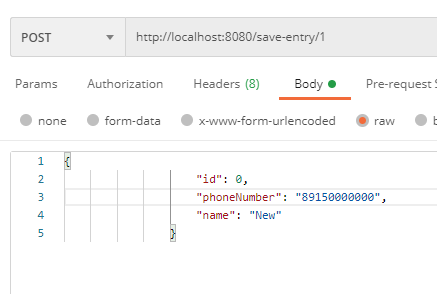 POST http://localhost:8080/save-entry/1
Params Authorization Headers (8) Body Pre-request S
none form-data x-www-form-urlencoded raw b
1 {
2 "id": 0,
3 "phoneNumber": "89150000000",
4 "name": "New"
5 }